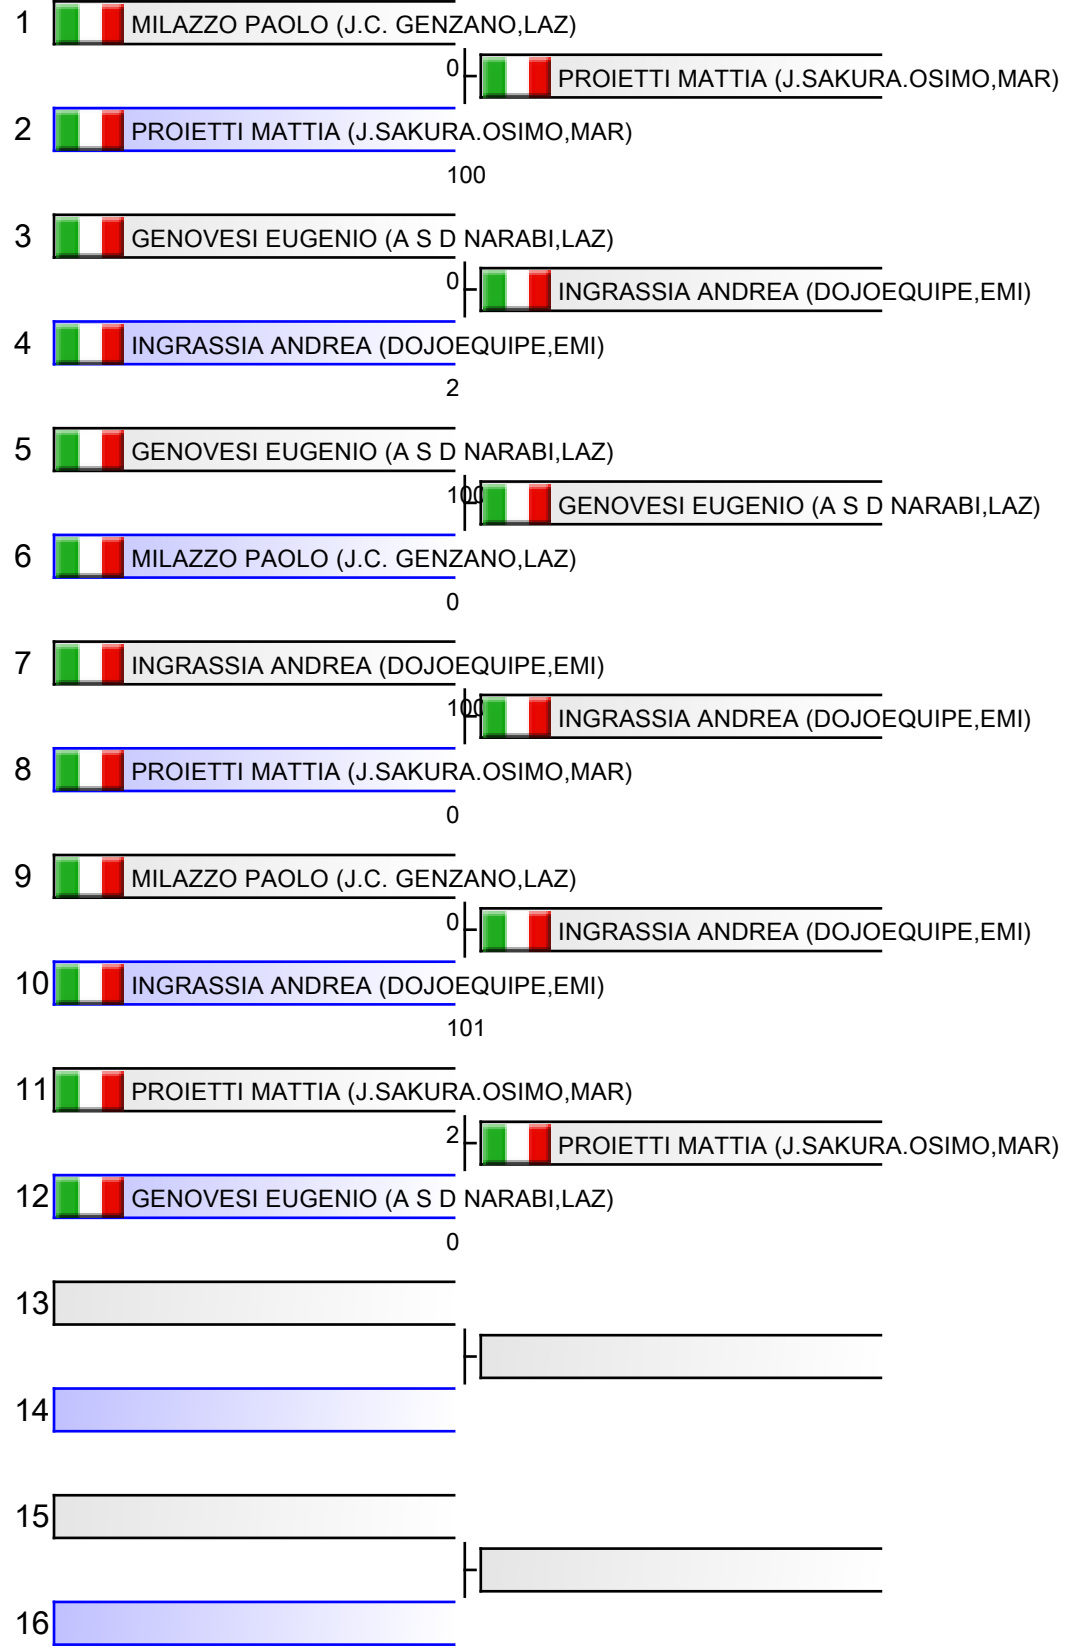 1 MILAZZO PAOLO (J.C. GENZANO,LAZ)
0 PROIETTI MATTIA (J.SAKURA.OSIMO,MAR)
2 PROIETTI MATTIA (J.SAKURA.OSIMO,MAR)
100
3 GENOVESI EUGENIO (A S D NARABI,LAZ)
0 INGRASSIA ANDREA (DOJOEQUIPE,EMI)
4 INGRASSIA ANDREA (DOJOEQUIPE,EMI)
2
5 GENOVESI EUGENIO (A S D NARABI,LAZ)
100 GENOVESI EUGENIO (A S D NARABI,LAZ)
6 MILAZZO PAOLO (J.C. GENZANO,LAZ)
0
7 INGRASSIA ANDREA (DOJOEQUIPE,EMI)
100 INGRASSIA ANDREA (DOJOEQUIPE,EMI)
8 PROIETTI MATTIA (J.SAKURA.OSIMO,MAR)
0
9 MILAZZO PAOLO (J.C. GENZANO,LAZ)
0 INGRASSIA ANDREA (DOJOEQUIPE,EMI)
10 INGRASSIA ANDREA (DOJOEQUIPE,EMI)
101
11 PROIETTI MATTIA (J.SAKURA.OSIMO,MAR)
2 PROIETTI MATTIA (J.SAKURA.OSIMO,MAR)
12 GENOVESI EUGENIO (A S D NARABI,LAZ)
0
13
14
15
16